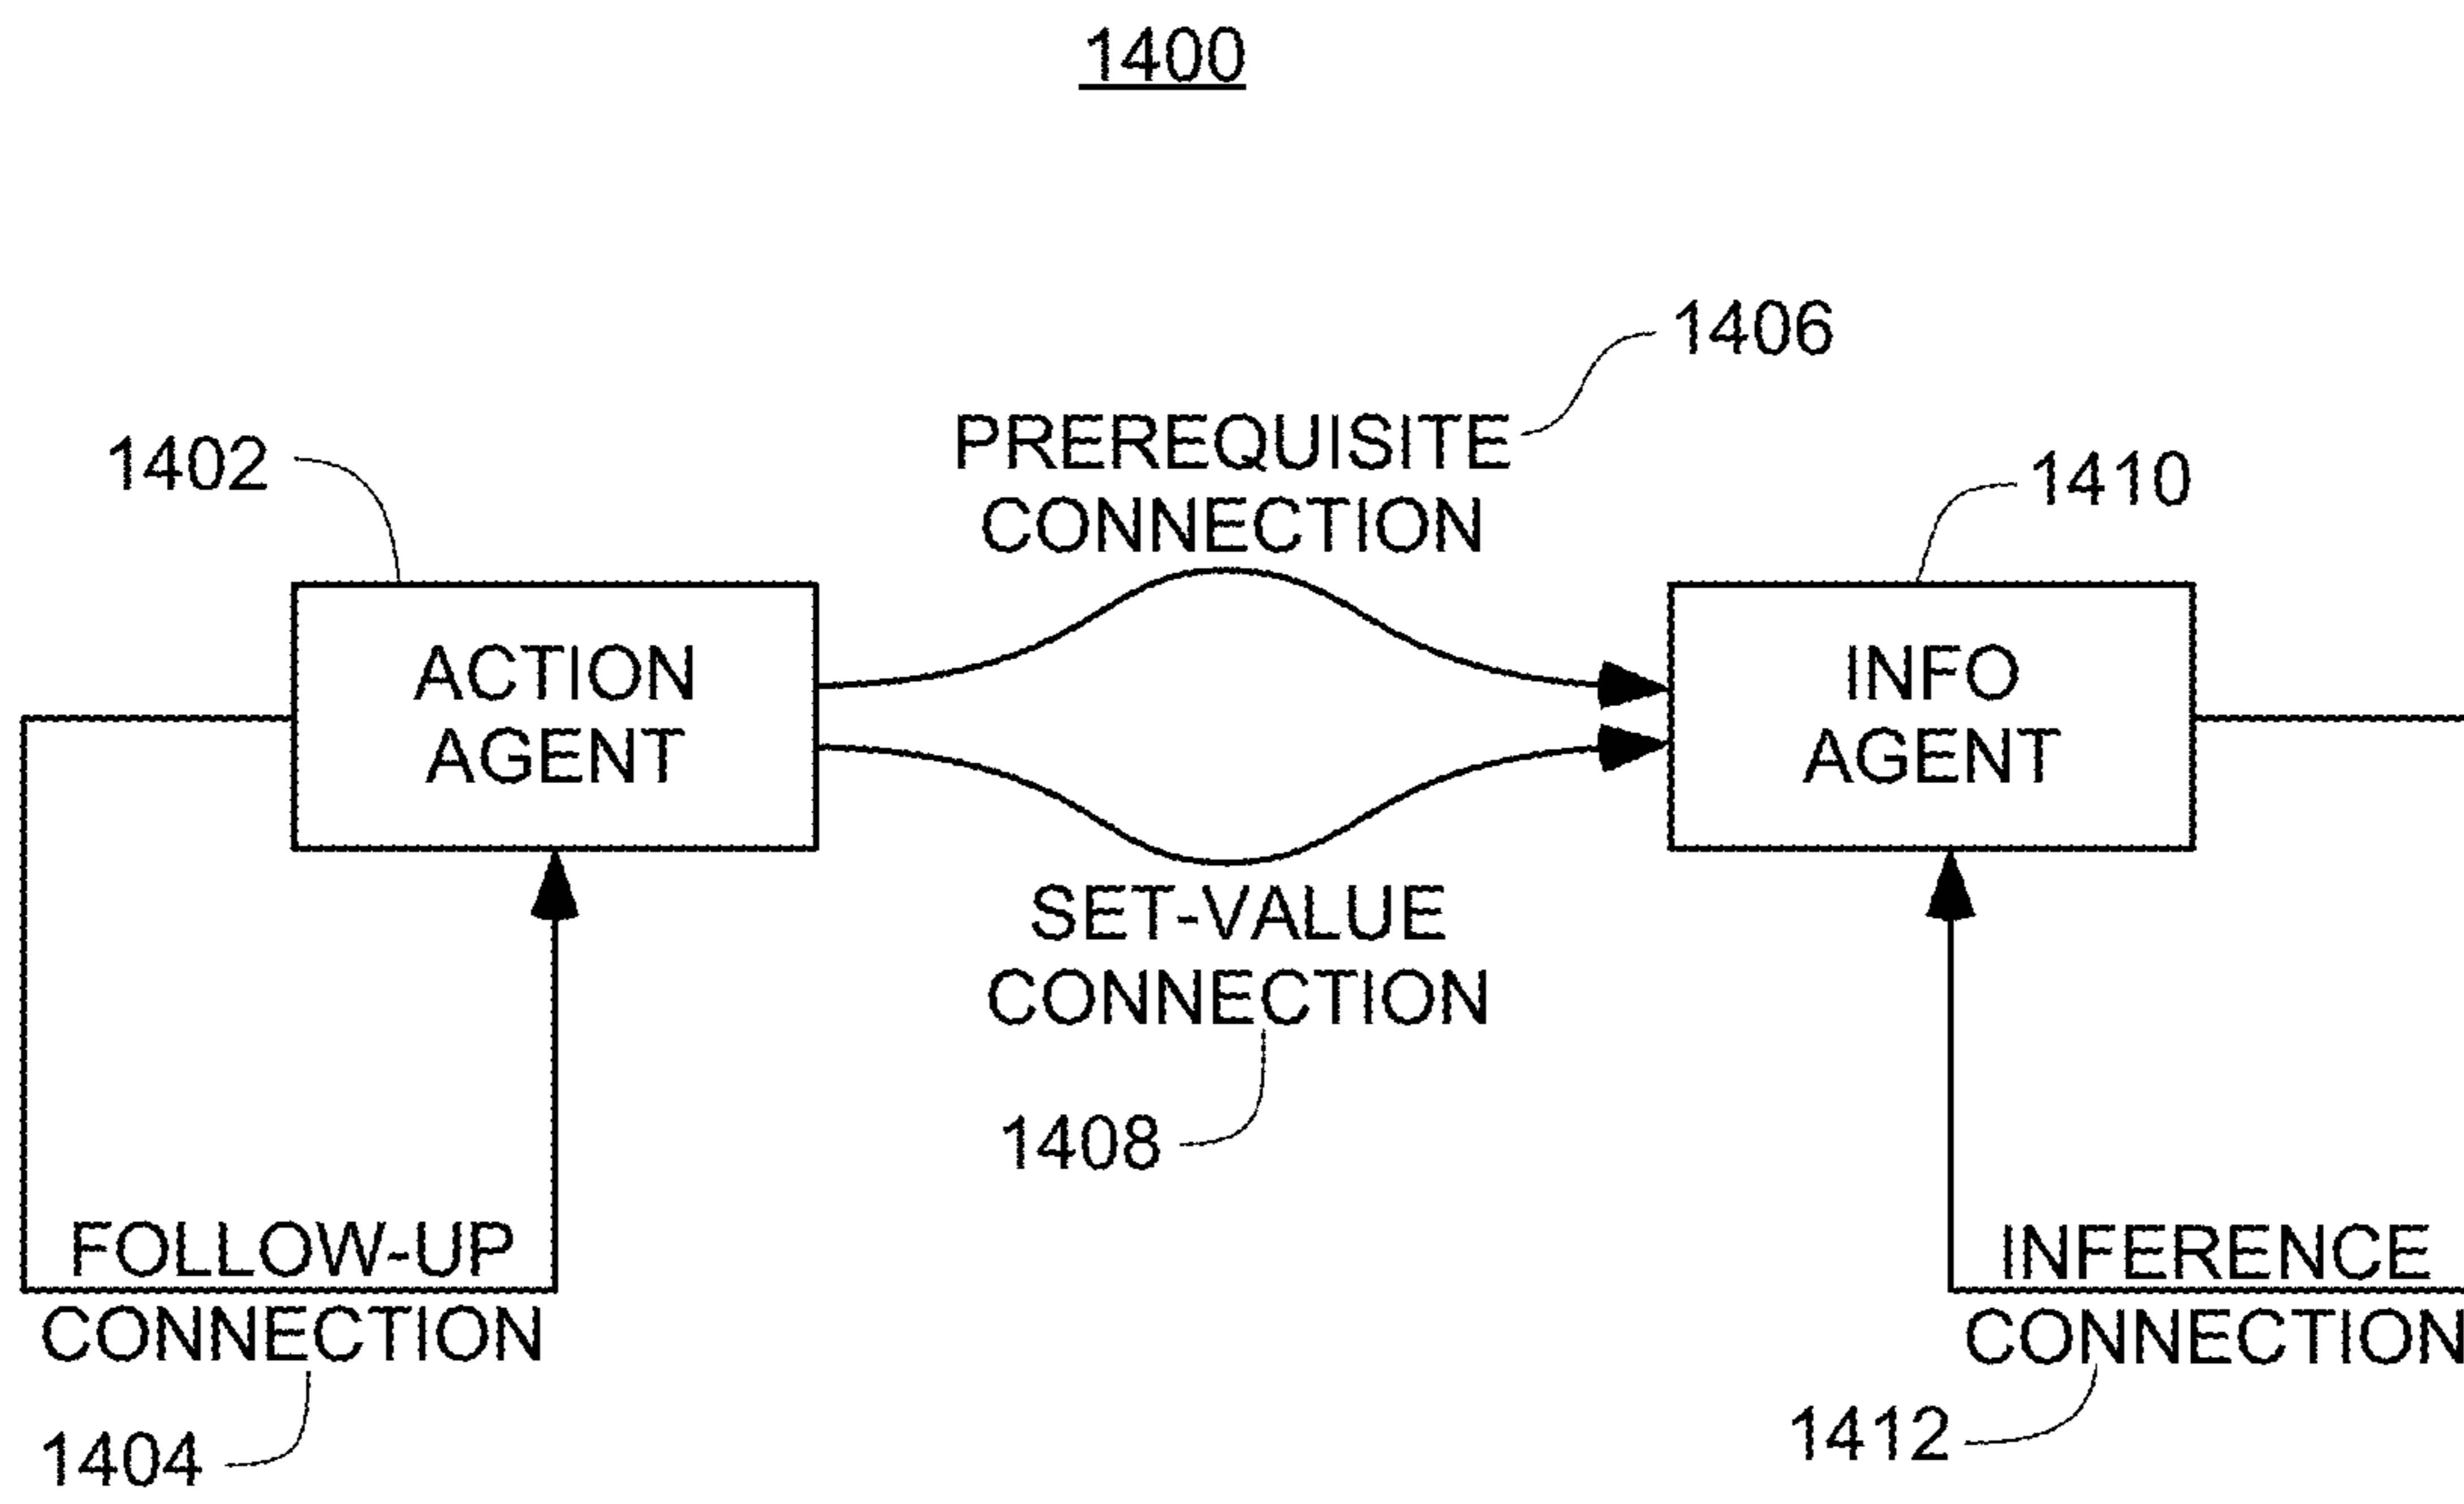 1400
1406
PREREQUISITE
CONNECTION
1402
1410
ACTION
AGENT
INFO
AGENT
SET-VALUE
CONNECTION
1408
FOLLOW-UP
CONNECTION
1404
INFERENCE
CONNECTION
1412